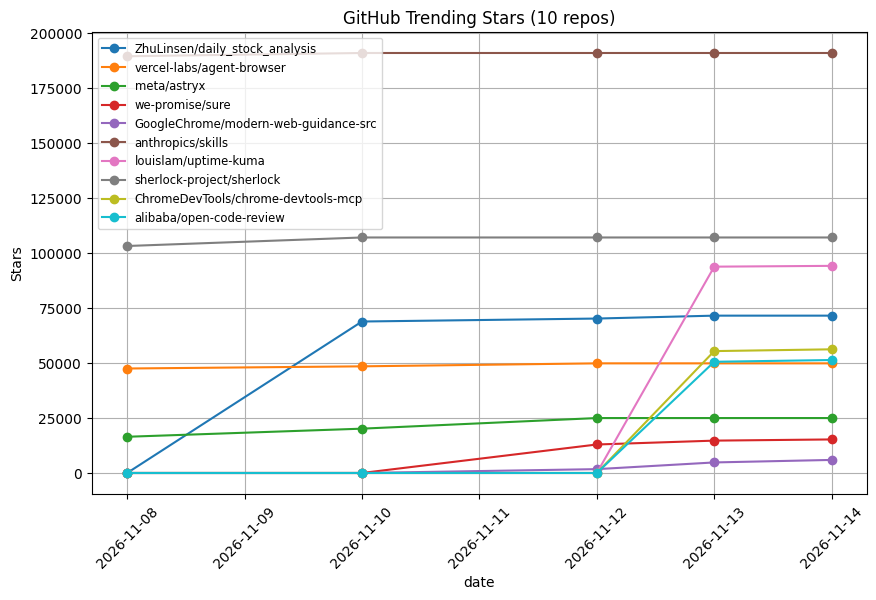 GitHub Trending Stars (10 repos)
200000
175000
150000
125000
100000
75000
50000
25000
0
Stars
ZhuLinsen/daily_stock_analysis
vercel-labs/agent-browser
meta/astryx
we-promise/sure
GoogleChrome/modern-web-guidance-src
anthropics/skills
louislam/uptime-kuma
sherlock-project/sherlock
ChromeDevTools/chrome-devtools-mcp
alibaba/open-code-review
2026-11-08
2026-11-09
2026-11-10
2026-11-11
2026-11-12
2026-11-13
2026-11-14
date